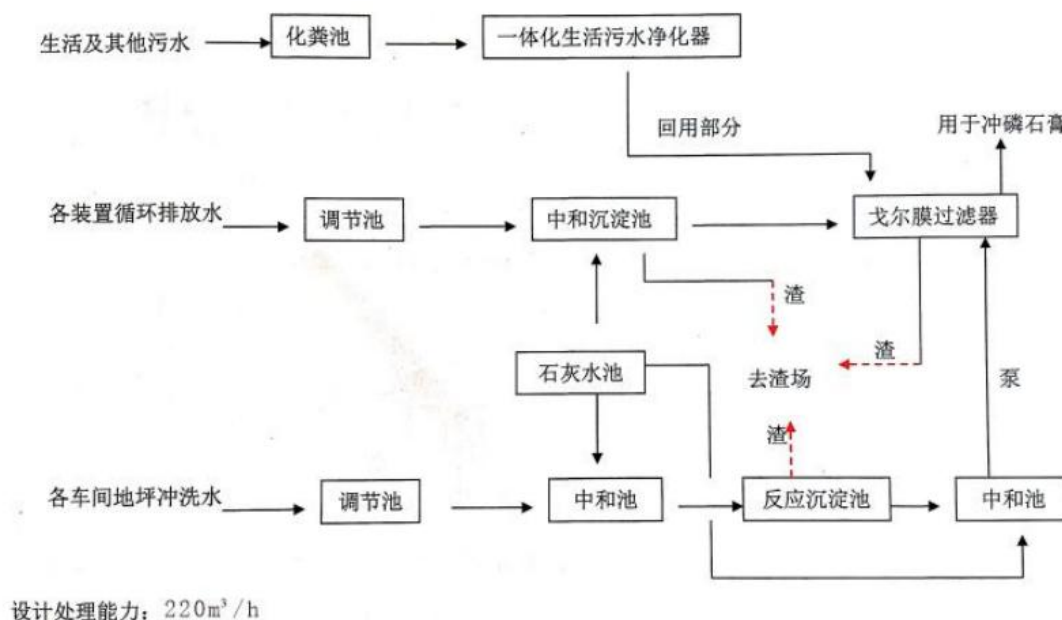 生活及其他污水
化粪池
一体化生活污水净化器
回用部分
用于冲磷石膏
各装置循环排放水
调节池
中和沉淀池
戈尔膜过滤器
渣
渣
石灰水池
去渣场
泵
渣
各车间地坪冲洗水
调节池
中和池
反应沉淀池
中和池
设计处理能力：220m³/h